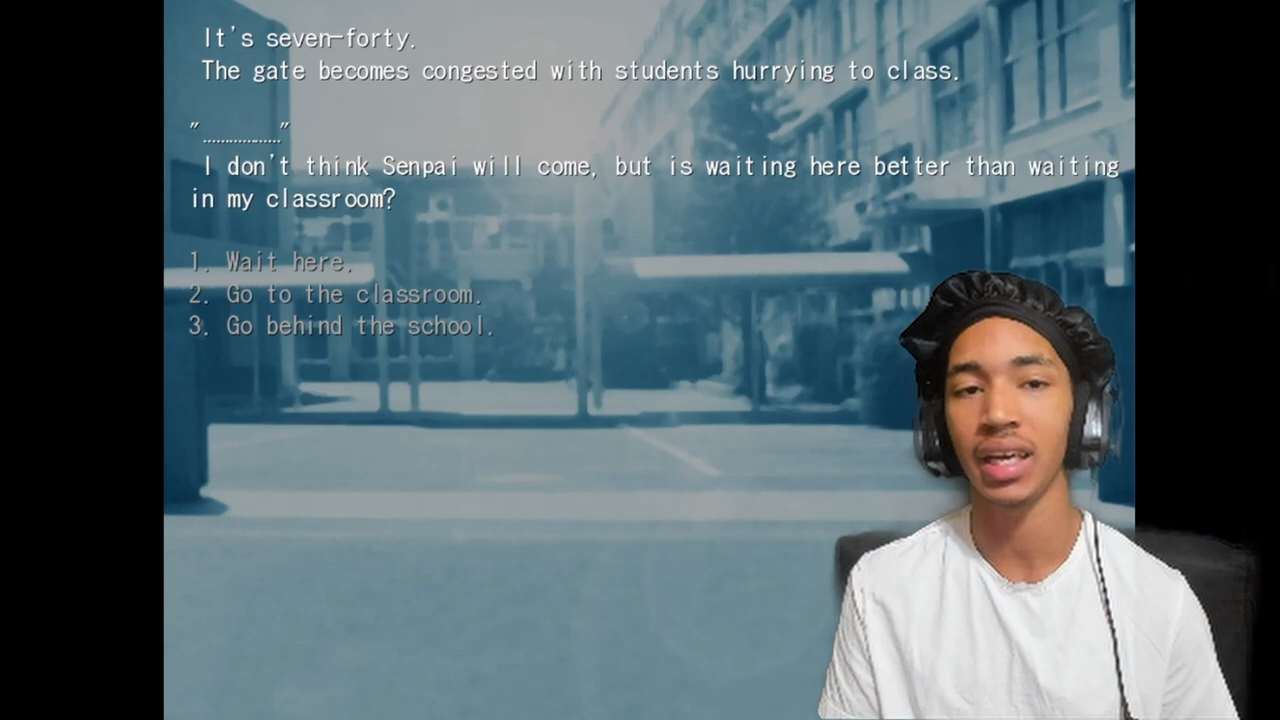 It's seven-forty.
The gate becomes congested with students hurrying to class.
"………………"
I don't think Senpai will come, but is waiting here better than waiting
in my classroom?
1. Wait here.
2. Go to the classroom.
3. Go behind the school.